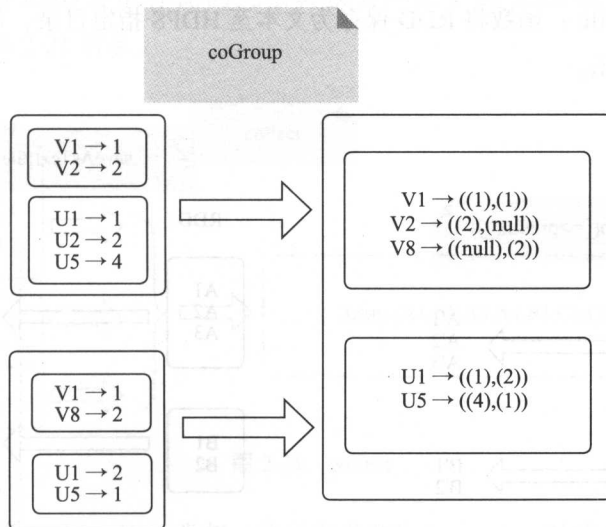 coGroup
V1 → 1
V2 → 2
U1 → 1
U2 → 2
U5 → 4
V1 → 1
V8 → 2
U1 → 2
U5 → 1
V1 → ((1),(1))
V2 → ((2),(null))
V8 → ((null),(2))
U1 → ((1),(2))
U5 → ((4),(1))